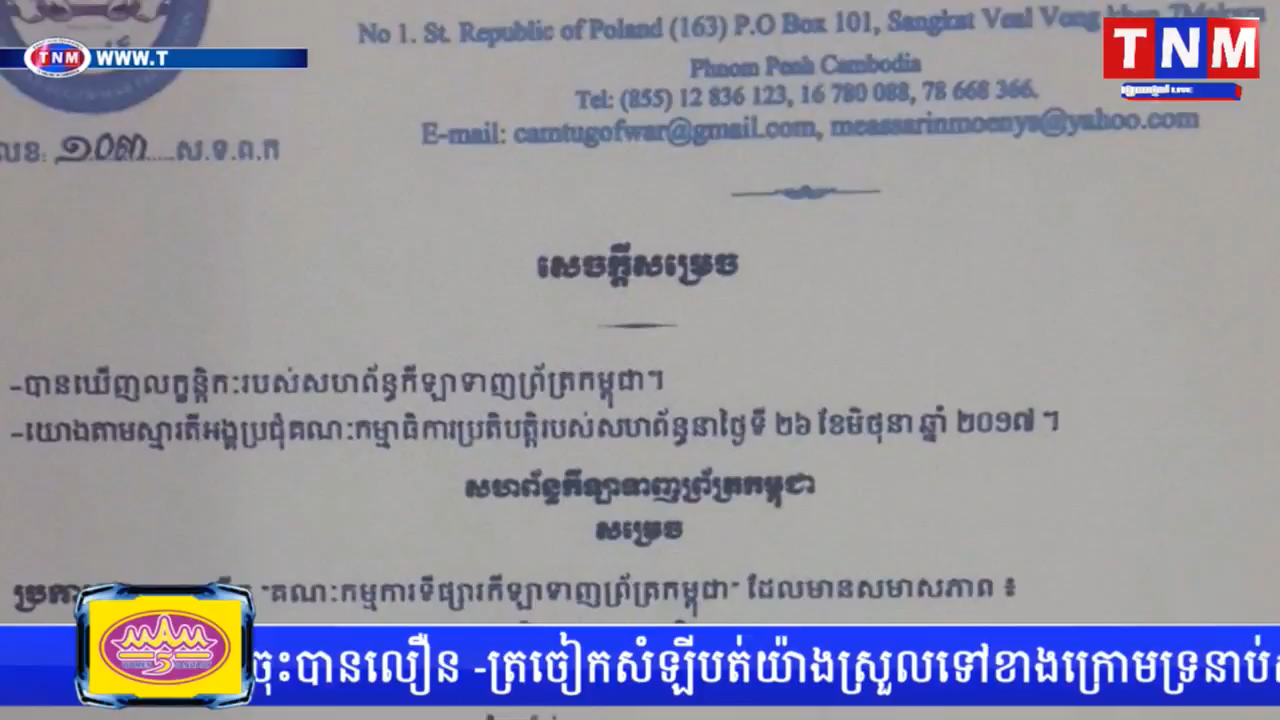 No 1. St. Republic of Poland (163) P.O Box 101, Sangkat Veal Vong khan 7Makara
TNM WWW.T
TNM
LIVE
Phnom Penh Cambodia
Tel: (855) 12 836 123, 16 780 088, 78 668 366.
E-mail: camtugofwar@gmail.com, meassarinmoenys@yahoo.com
លខៈ ១០៣ ស.ទ.ព.ក
សេចក្តីសម្រេច
-បានឃើញលក្ខន្តិកៈរបស់សហព័ន្ធកីឡាទាញព្រ័ត្រកម្ពុជា។
-យោងតាមស្មារតីអង្គប្រជុំគណៈកម្មាធិការប្រតិបត្តិរបស់សហព័ន្ធនាថ្ងៃទី ២៦ ខែមិថុនា ឆ្នាំ ២០១៧ ។
សហព័ន្ធកីឡាទាញព្រ័ត្រកម្ពុជា
សម្រេច
"គណៈកម្មការទីផ្សារកីឡាទាញព្រ័ត្រកម្ពុជា" ដែលមានសមាសភាព ៖
MAM 5
ចុះបានលឿន -ត្រចៀកសំឡីបត់យ៉ាងស្រួលទៅខាងក្រោមទ្រនាប់